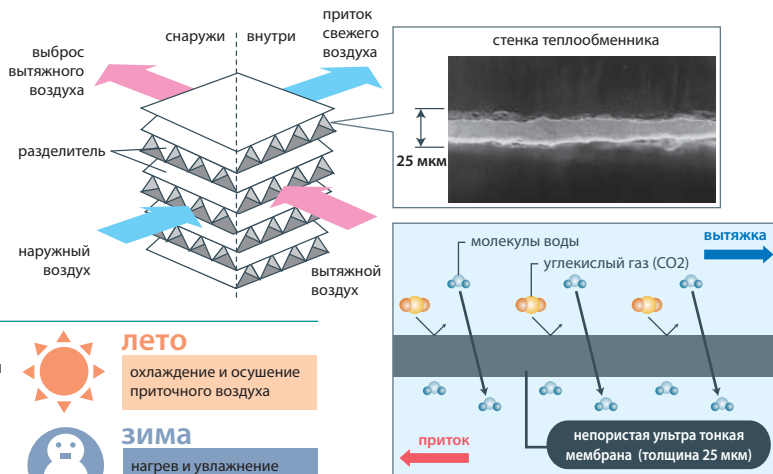 снаружи
внутри
приток
свежего
воздуха
выброс
вытяжного
воздуха
разделитель
наружный
воздух
вытяжной
воздух
стенка теплообменника
25 мкм
молекулы воды
углекислый газ (CO2)
вытяжка
приток
непористая ультра тонкая
мембрана (толщина 25 мкм)
лето
охлаждение и осушение
приточного воздуха
зима
нагрев и увлажнение